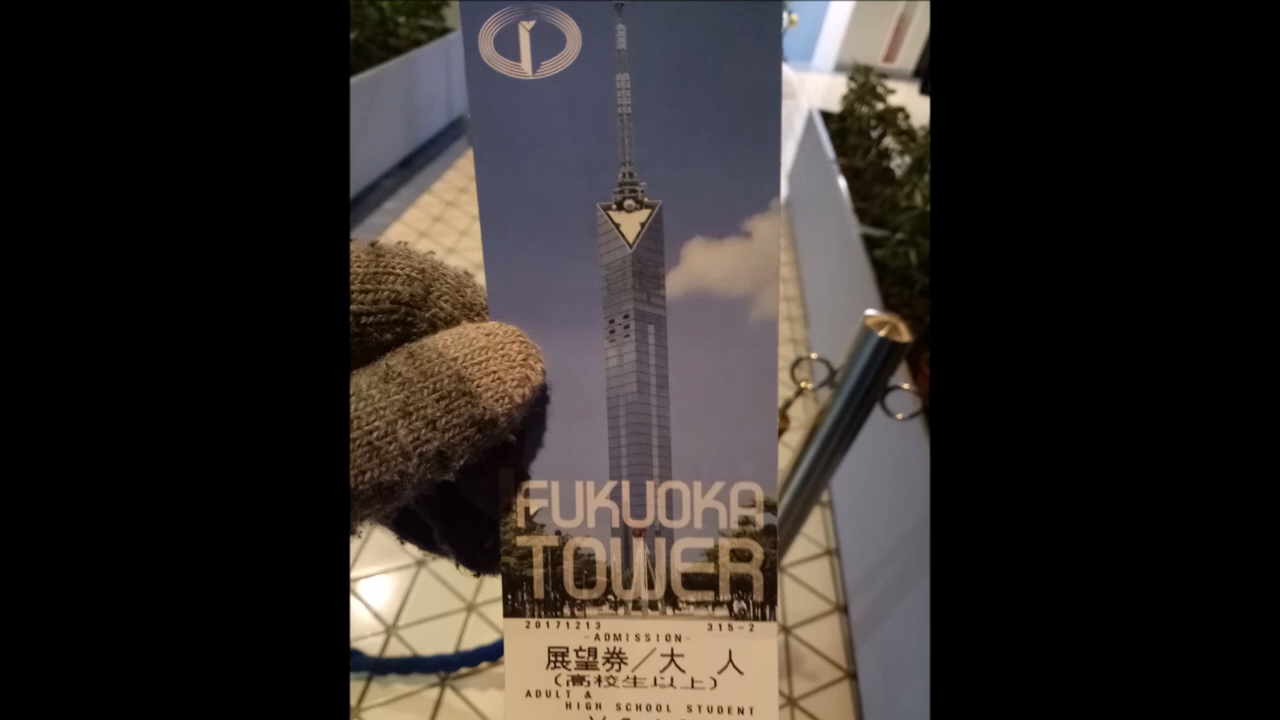 FUKUOKA
TOWER
20171213 315-2
-ADMISSION-
展望券/大 人
(高校生以上)
ADULT &
HIGH SCHOOL STUDENT